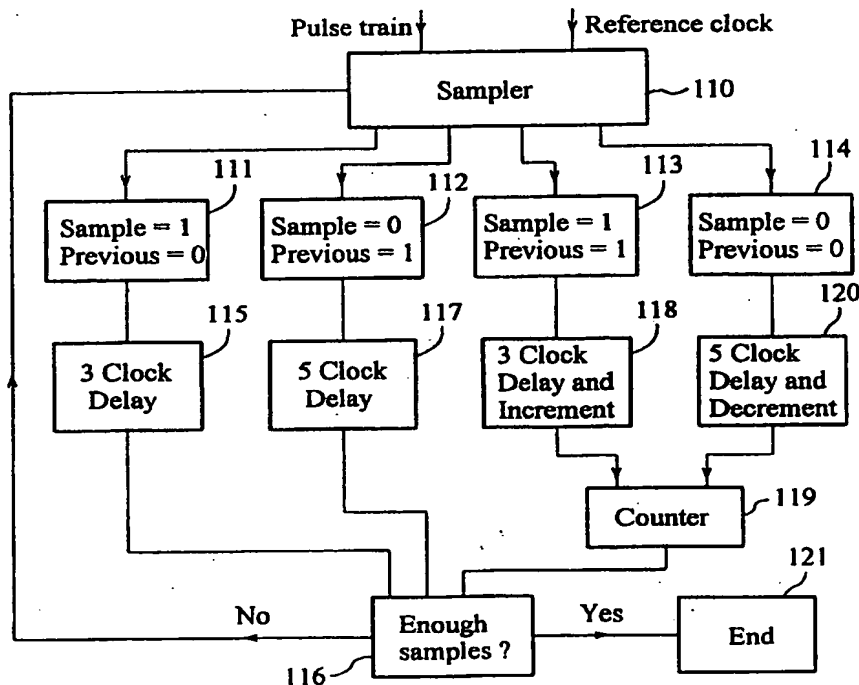 Pulse train
Reference clock
Sampler
110
111
112
113
114
Sample = 1
Previous = 0
Sample = 0
Previous = 1
Sample = 1
Previous = 1
Sample = 0
Previous = 0
115
117
118
120
3 Clock
Delay
5 Clock
Delay
3 Clock
Delay and
Increment
5 Clock
Delay and
Decrement
Counter
119
121
No
Enough
samples ?
Yes
End
116